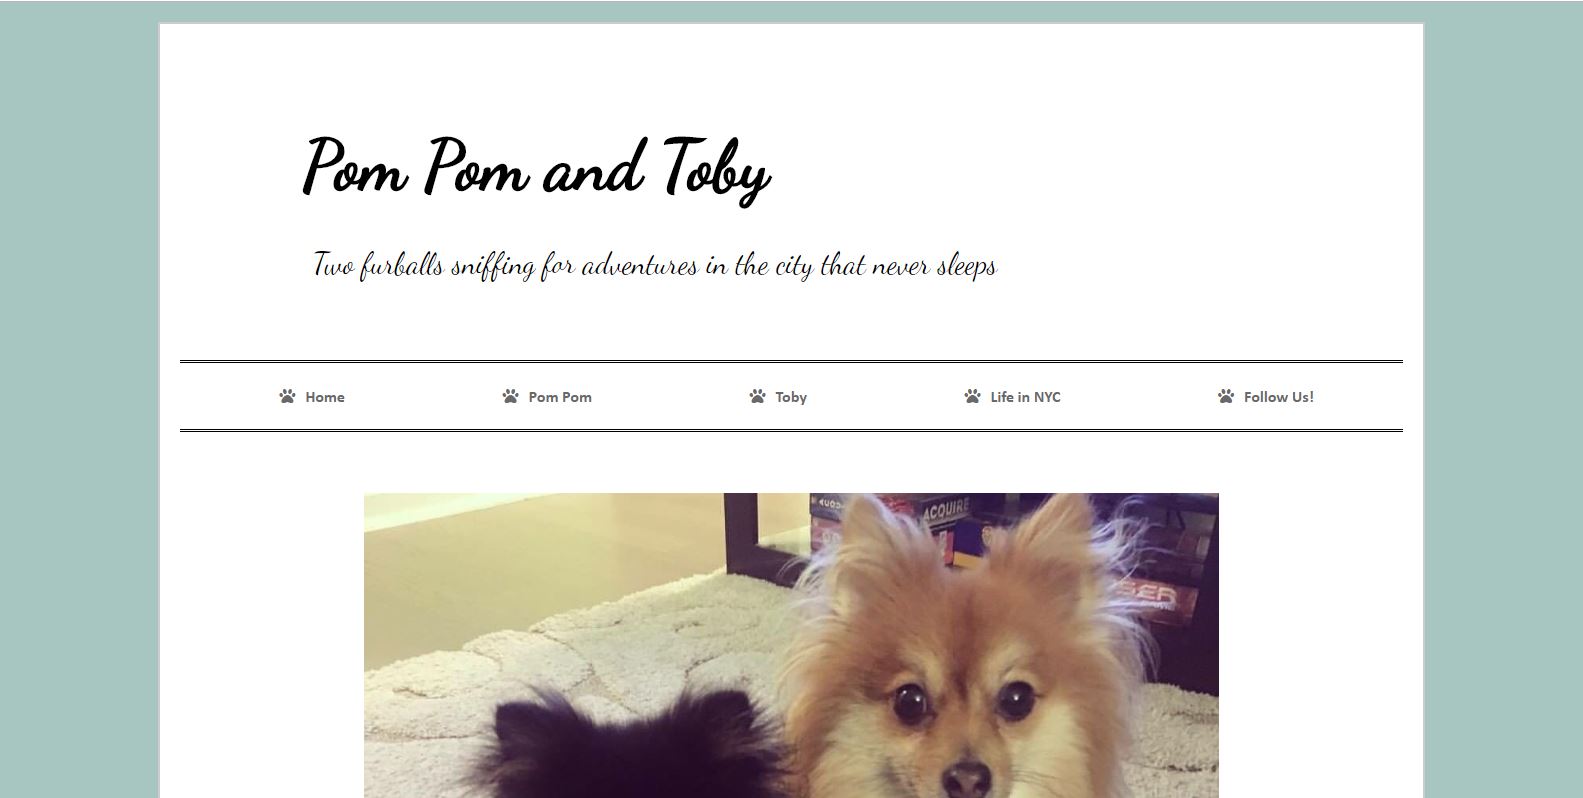 Pom Pom and Toby
Two furballs sniffing for adventures in the city that never sleeps
Home Pom Pom Toby Life in NYC Follow Us!
ACQUIRE